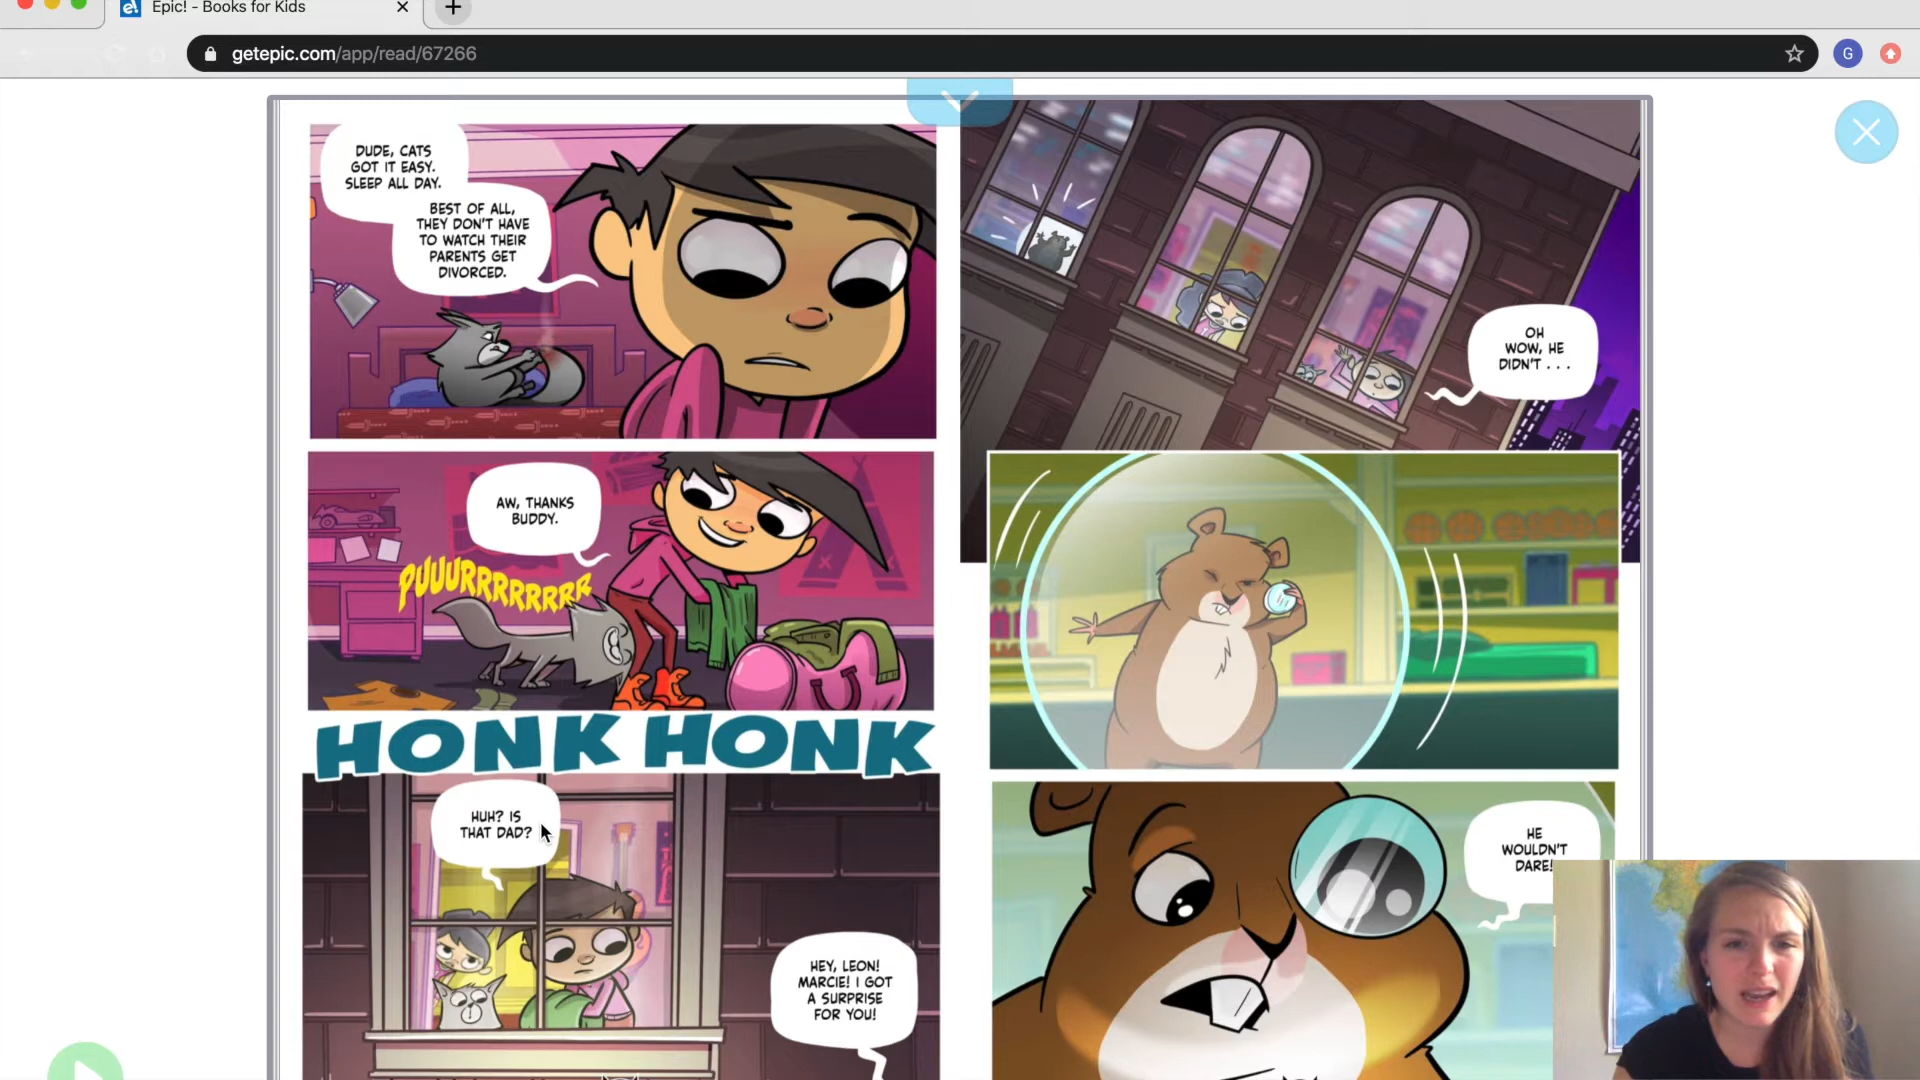 Epic! - Books for Kids
getepic.com/app/read/67266
G
DUDE, CATS
GOT IT EASY.
SLEEP ALL DAY.
BEST OF ALL,
THEY DON'T HAVE
TO WATCH THEIR
PARENTS GET
DIVORCED.
AW, THANKS
BUDDY.
PUUURRRRRRRR
HONK HONK
HUH? IS
THAT DAD?
HEY, LEON!
MARCIE! I GOT
A SURPRISE
FOR YOU!
OH
WOW, HE
DIDN'T . . .
HE
WOULDN'T
DARE!